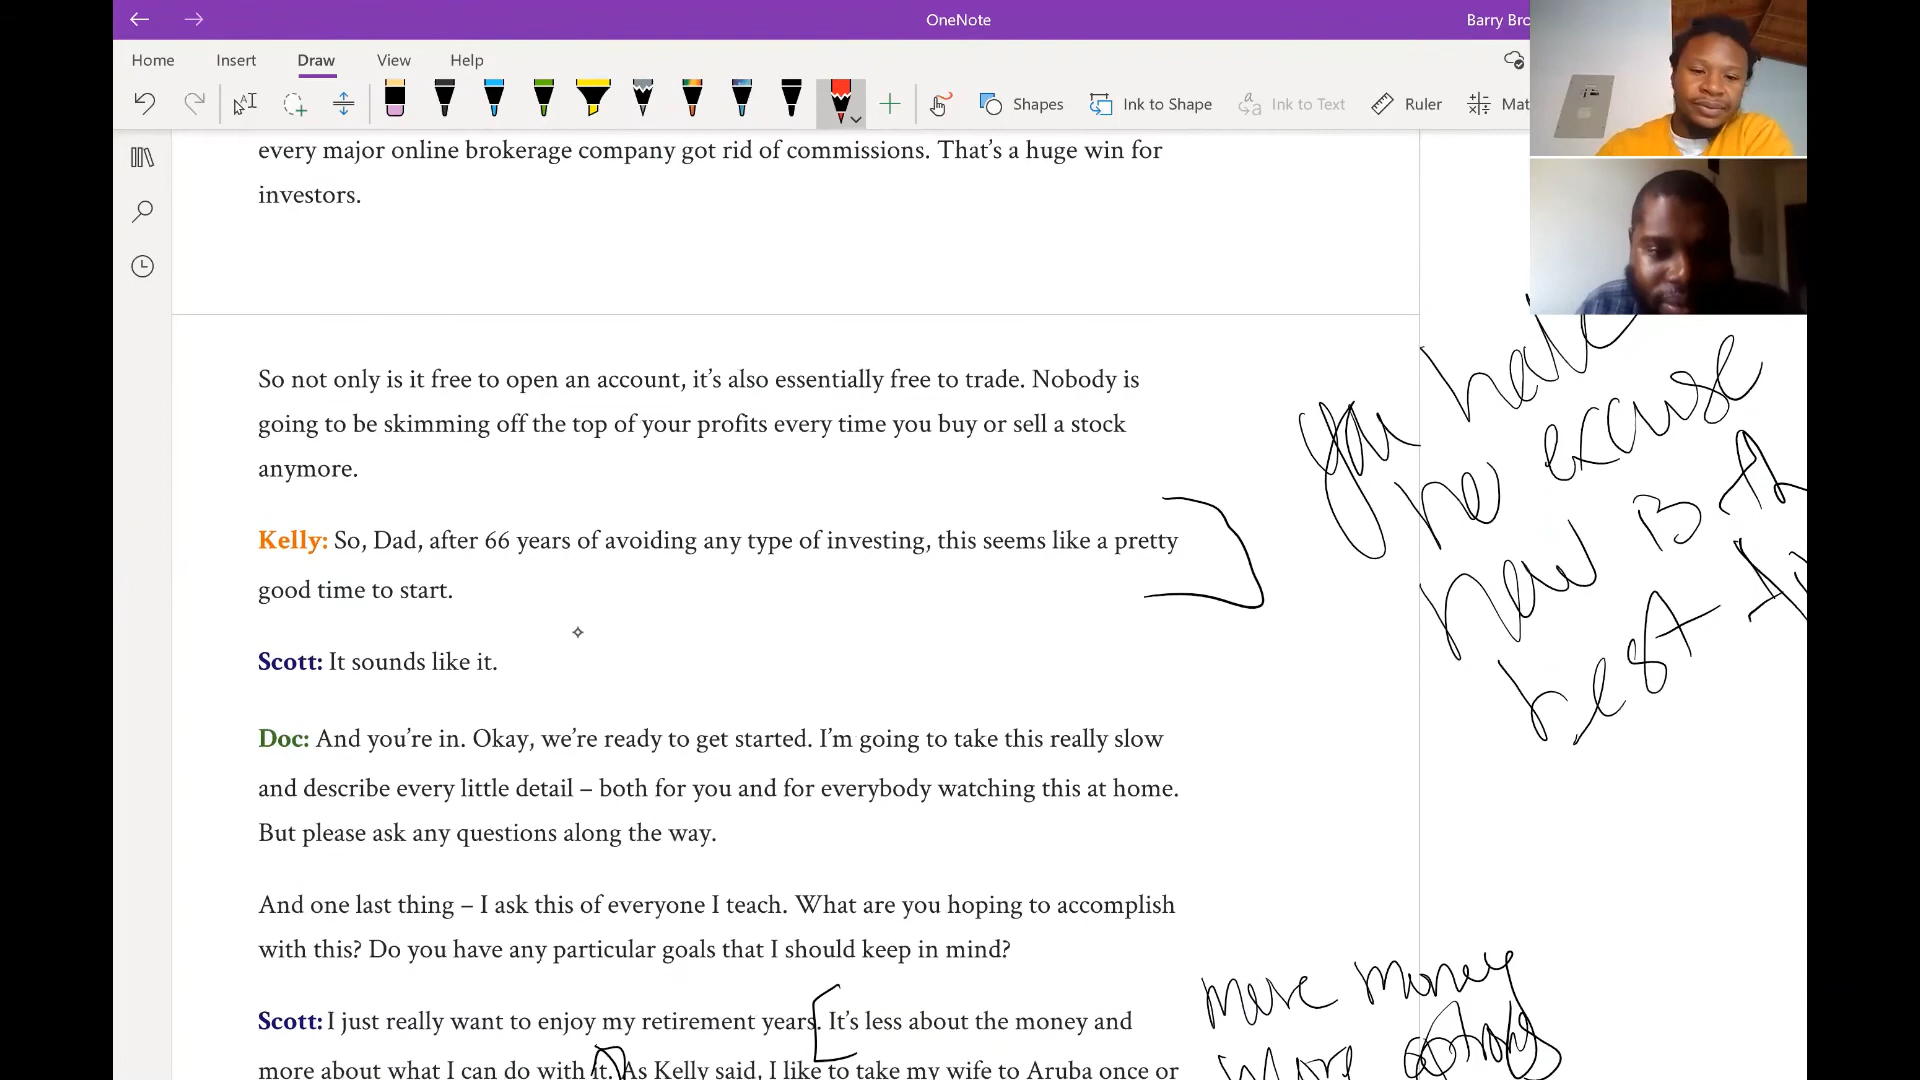 OneNote
Barry Bro
Home Insert Draw View Help
Shapes Ink to Shape Ink to Text Ruler Mat
every major online brokerage company got rid of commissions. That’s a huge win for
investors.
So not only is it free to open an account, it’s also essentially free to trade. Nobody is
going to be skimming off the top of your profits every time you buy or sell a stock
anymore.
Kelly: So, Dad, after 66 years of avoiding any type of investing, this seems like a pretty
good time to start.
Scott: It sounds like it.
Doc: And you’re in. Okay, we’re ready to get started. I’m going to take this really slow
and describe every little detail – both for you and for everybody watching this at home.
But please ask any questions along the way.
And one last thing – I ask this of everyone I teach. What are you hoping to accomplish
with this? Do you have any particular goals that I should keep in mind?
Scott: I just really want to enjoy my retirement years. It’s less about the money and
more about what I can do with it. As Kelly said, I like to take my wife to Aruba once or
you have
no excuse
now
best
more money
more options